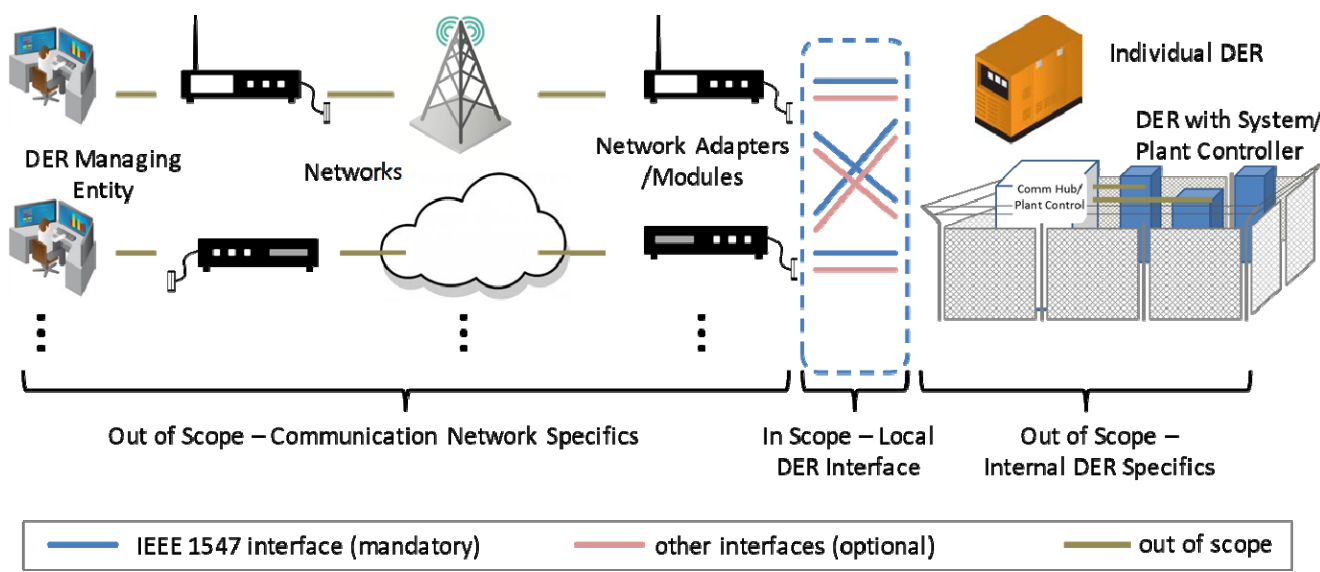 Individual DER
DER with System/
Plant Controller
DER Managing
Entity
Networks
Network Adapters
/Modules
Comm Hub/
Plant Control
Out of Scope – Communication Network Specifics
In Scope – Local
DER Interface
Out of Scope –
Internal DER Specifics
IEEE 1547 interface (mandatory)
other interfaces (optional)
out of scope